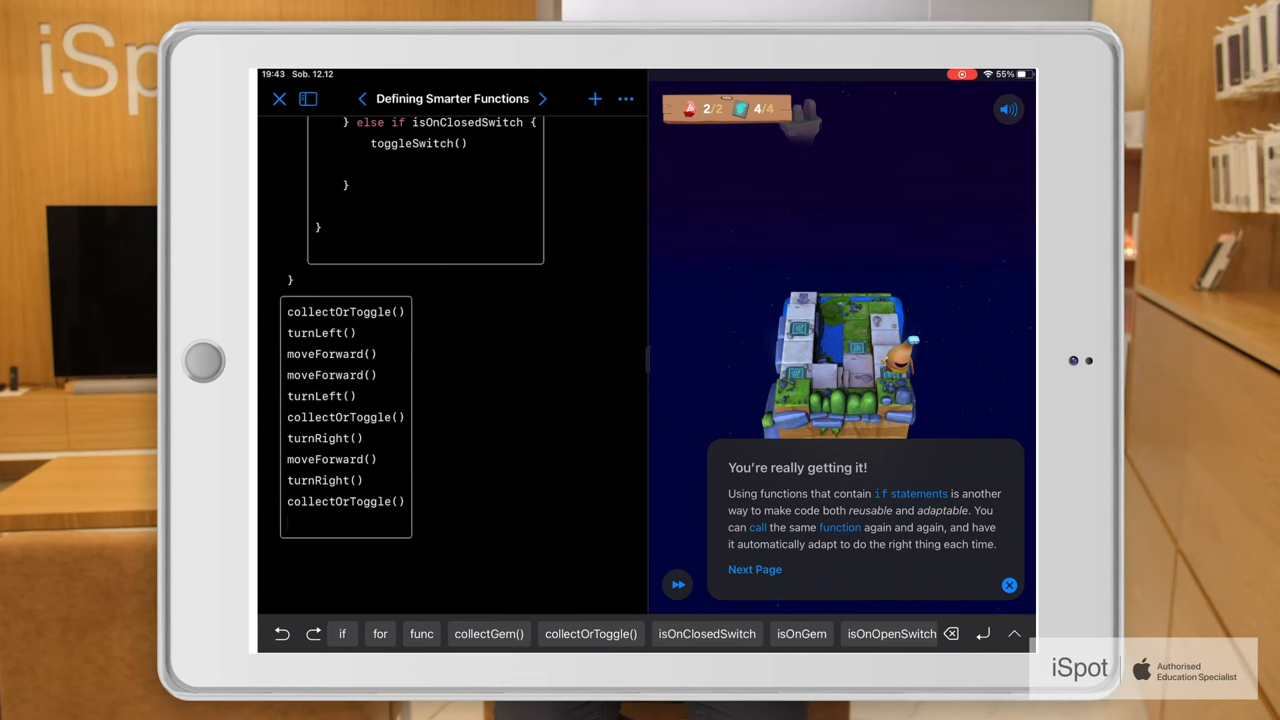 iSp
19:43 Sob. 12.12
55%
Defining Smarter Functions
} else if isOnClosedSwitch {
toggleSwitch()
}
}
}
collectOrToggle()
turnLeft()
moveForward()
moveForward()
turnLeft()
collectOrToggle()
turnRight()
moveForward()
turnRight()
collectOrToggle()
2/2 4/4
You're really getting it!
Using functions that contain if statements is another
way to make code both reusable and adaptable. You
can call the same function again and again, and have
it automatically adapt to do the right thing each time.
Next Page
if for func collectGem() collectOrToggle() isOnClosedSwitch isOnGem isOnOpenSwitch
iSpot
Authorised
Education Specialist